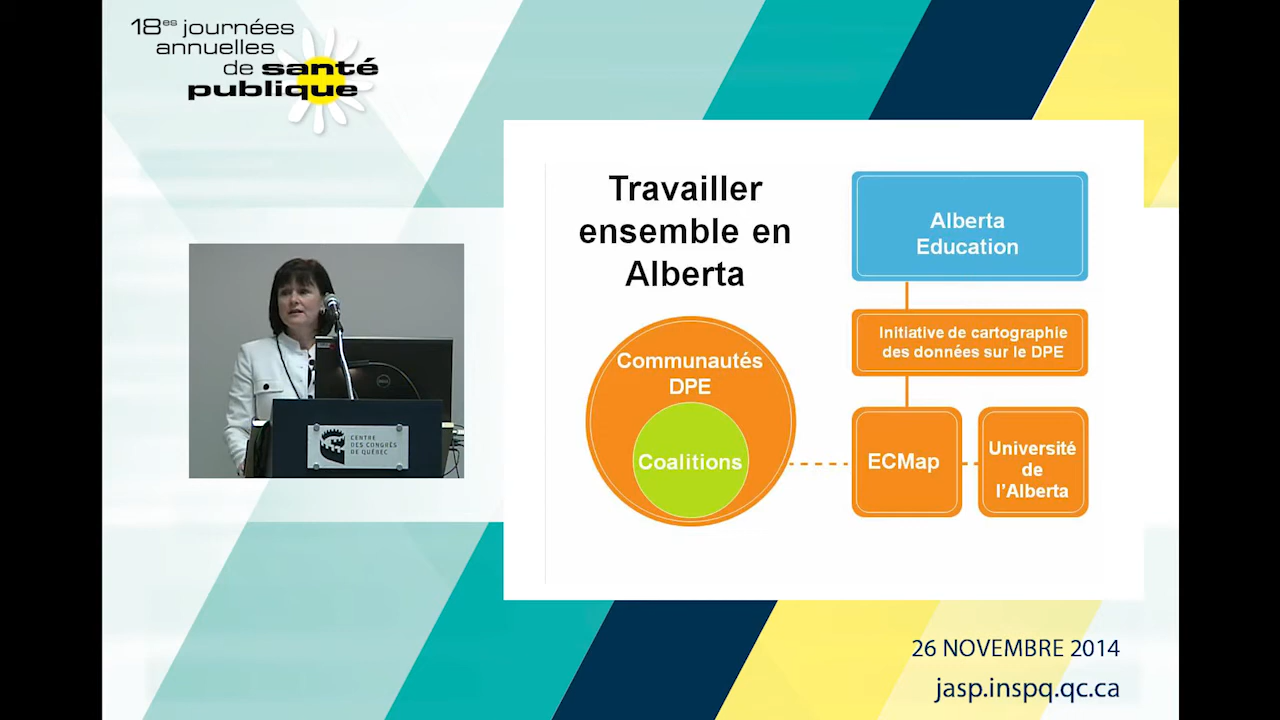 18es journées
annuelles
de santé
publique
Travailler
ensemble en
Alberta
Alberta
Education
Initiative de cartographie
des données sur le DPE
Communautés
DPE
Coalitions
ECMap
Université
de
l'Alberta
CENTRE
DES CONGRÈS
DE QUÉBEC
26 NOVEMBRE 2014
jasp.inspq.qc.ca